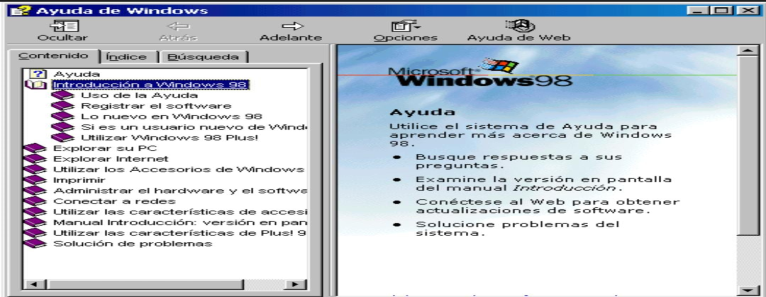 Ayuda de Windows
Ocultar Atrás Adelante Opciones Ayuda de Web
Contenido Índice Búsqueda
Ayuda
Introducción a Windows 98
Uso de la Ayuda
Registrar el software
Lo nuevo en Windows 98
Si es un usuario nuevo de Wind
Utilizar Windows 98 Plus!
Explorar su PC
Explorar Internet
Utilizar los Accesorios de Windows
Imprimir
Administrar el hardware y el softwa
Conectar a redes
Utilizar las características de accesi
Manual Introducción: versión en pan
Utilizar las características de Plus! 9
Solución de problemas
Microsoft
Windows98
Ayuda
Utilice el sistema de Ayuda para
aprender más acerca de Windows
98.
• Busque respuestas a sus
preguntas.
• Examine la versión en pantalla
del manual Introducción.
• Conéctese al Web para obtener
actualizaciones de software.
• Solucione problemas del
sistema.